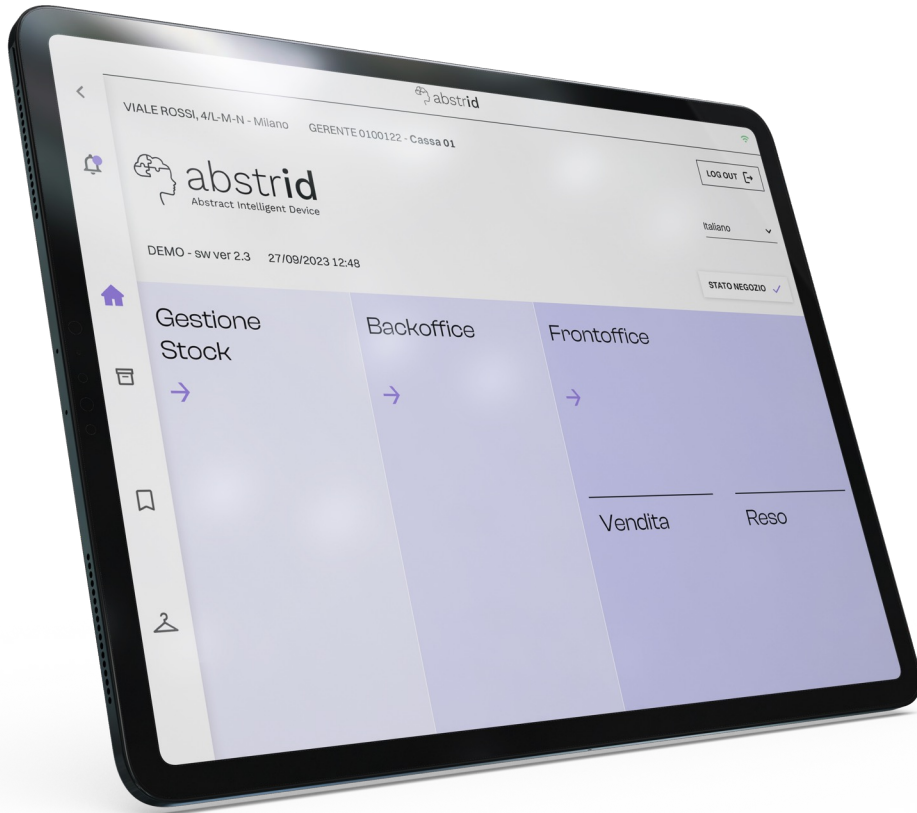 abstrid
VIALE ROSSI, 4/L-M-N - Milano GERENTE 0100122 - Cassa 01
LOG OUT
abstrid
Abstract Intelligent Device
Italiano
DEMO - sw ver 2.3 27/09/2023 12:48
STATO NEGOZIO
Gestione
Stock
Backoffice
Frontoffice
Vendita
Reso